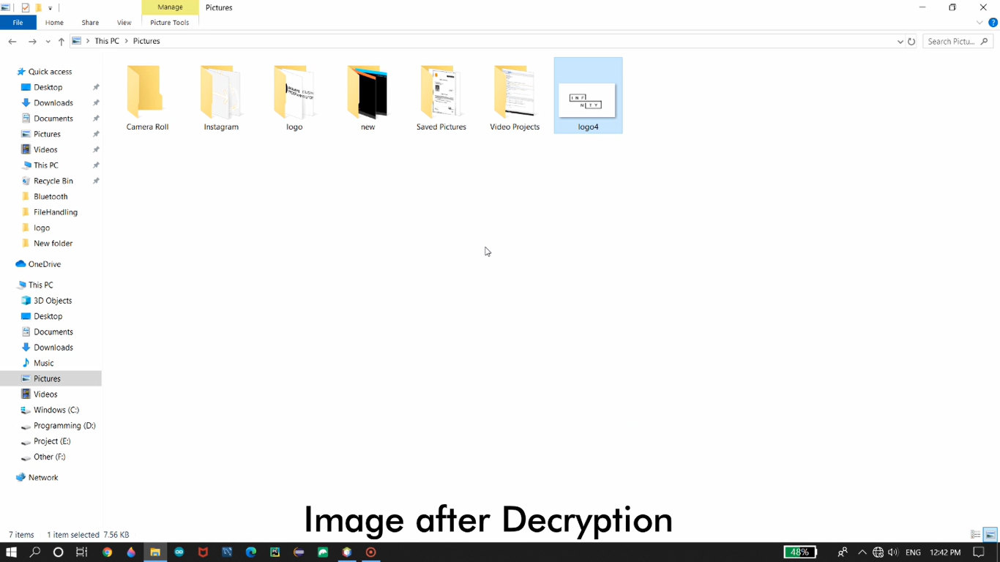 Manage
Pictures
File
Home
Share
View
Picture Tools
This PC
Pictures
Search Pictu...
Quick access
Desktop
Downloads
Documents
Pictures
Videos
This PC
Recycle Bin
Bluetooth
FileHandling
logo
New folder
OneDrive
This PC
3D Objects
Desktop
Documents
Downloads
Music
Pictures
Videos
Windows (C:)
Programming (D:)
Project (E:)
Other (F:)
Network
Camera Roll
Instagram
logo
new
Saved Pictures
Video Projects
INF
NTY
logo4
Image after Decryption
7 items
1 item selected 7.56 KB
48%
ENG
12:42 PM